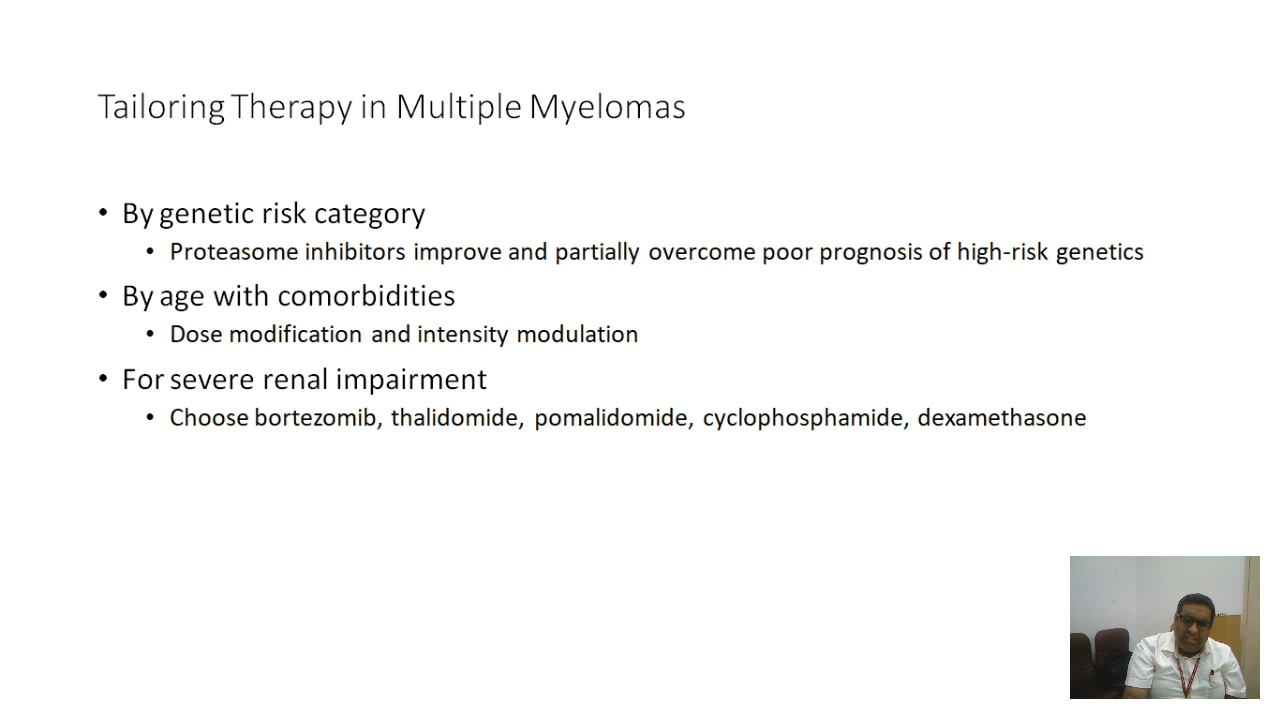 Tailoring Therapy in Multiple Myelomas
• By genetic risk category
• Proteasome inhibitors improve and partially overcome poor prognosis of high-risk genetics
• By age with comorbidities
• Dose modification and intensity modulation
• For severe renal impairment
• Choose bortezomib, thalidomide, pomalidomide, cyclophosphamide, dexamethasone